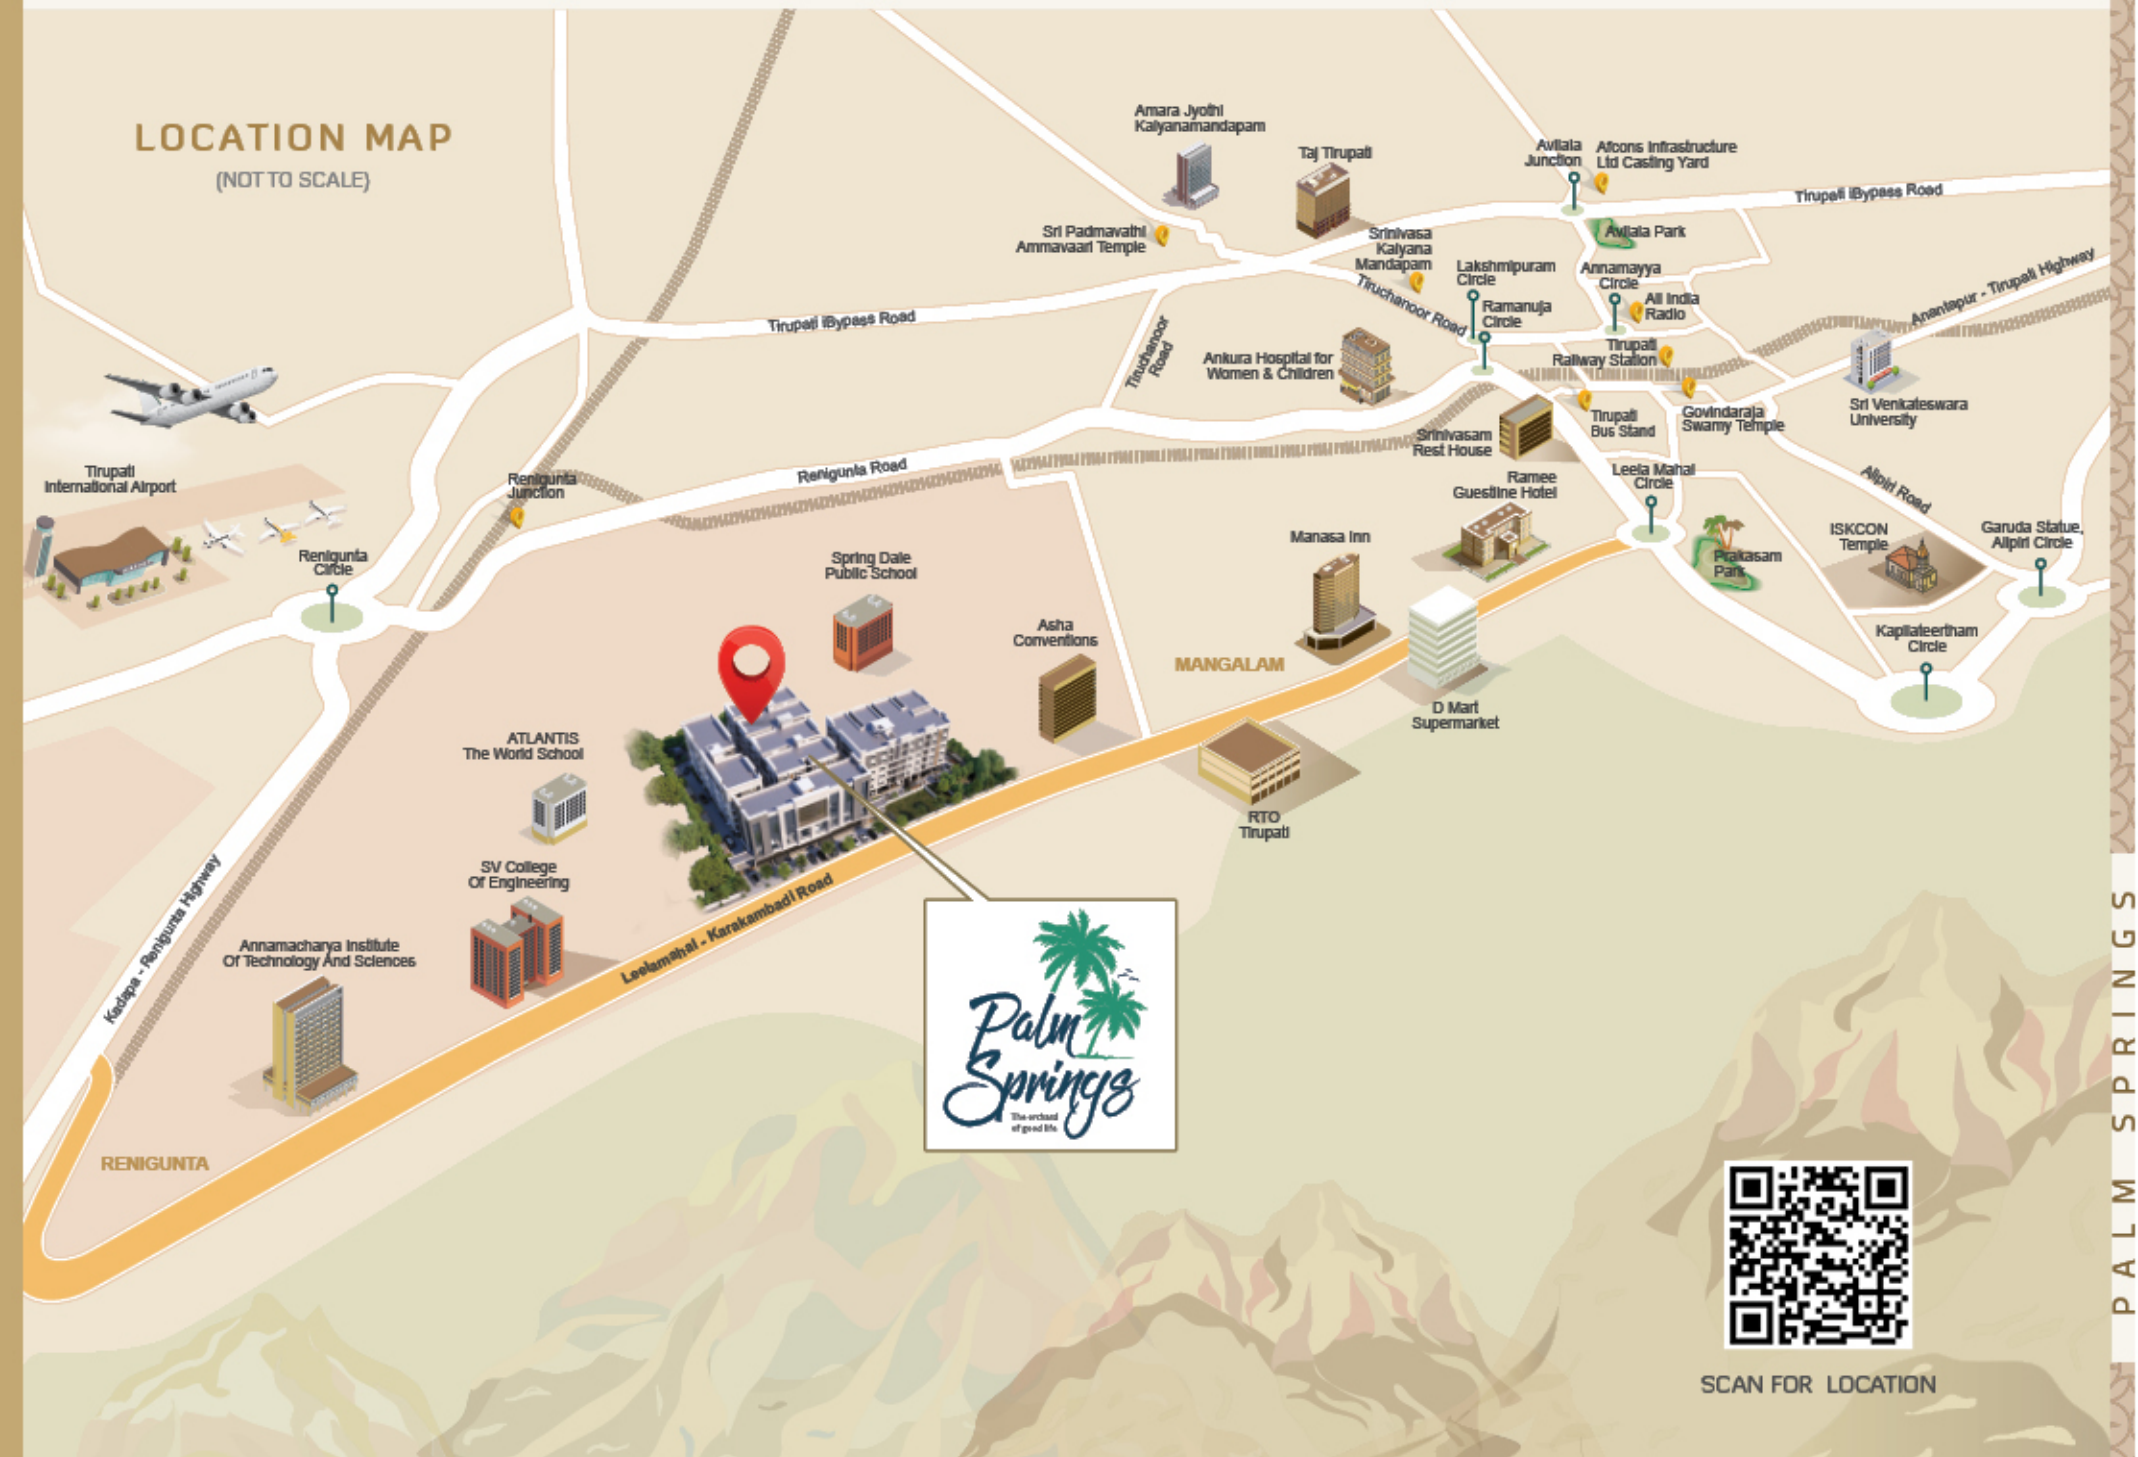 LOCATION MAP
(NOT TO SCALE)
Amara Jyothi
Kalyanamandapam
Taj Tirupati
Avilala
Junction
Afcons Infrastructure
Ltd Casting Yard
Tirupati iBypass Road
Sri Padmavathi
Ammavaari Temple
Srinivasa
Kalyana
Mandapam
Avilala Park
Lakshmipuram
Circle
Annamayya
Circle
Ramanuja
Circle
All India
Radio
Anantapur - Tirupati Highway
Tiruchanoor Road
Tirupati iBypass Road
Tiruchanoor
Road
Ankura Hospital for
Women & Children
Tirupati
Railway Station
Sri Venkateswara
University
Tirupati
Bus Stand
Govindaraja
Swamy Temple
Srinivasam
Rest House
Renigunta Road
Tirupati
International Airport
Renigunta
Junction
Leela Mahal
Circle
Ramee
Guestline Hotel
Alipiri Road
ISKCON
Temple
Garuda Statue,
Alipiri Circle
Manasa Inn
Renigunta
Circle
Spring Dale
Public School
Prakasam
Park
Asha
Conventions
Kapilateertham
Circle
MANGALAM
D Mart
Supermarket
ATLANTIS
The World School
RTO
Tirupati
SV College
Of Engineering
Leelamahal - Karakambadi Road
Kadapa - Renigunta Highway
Annamacharya Institute
Of Technology And Sciences
Palm
Springs
The orchard
of good life
RENIGUNTA
SCAN FOR LOCATION
PALM SPRINGS